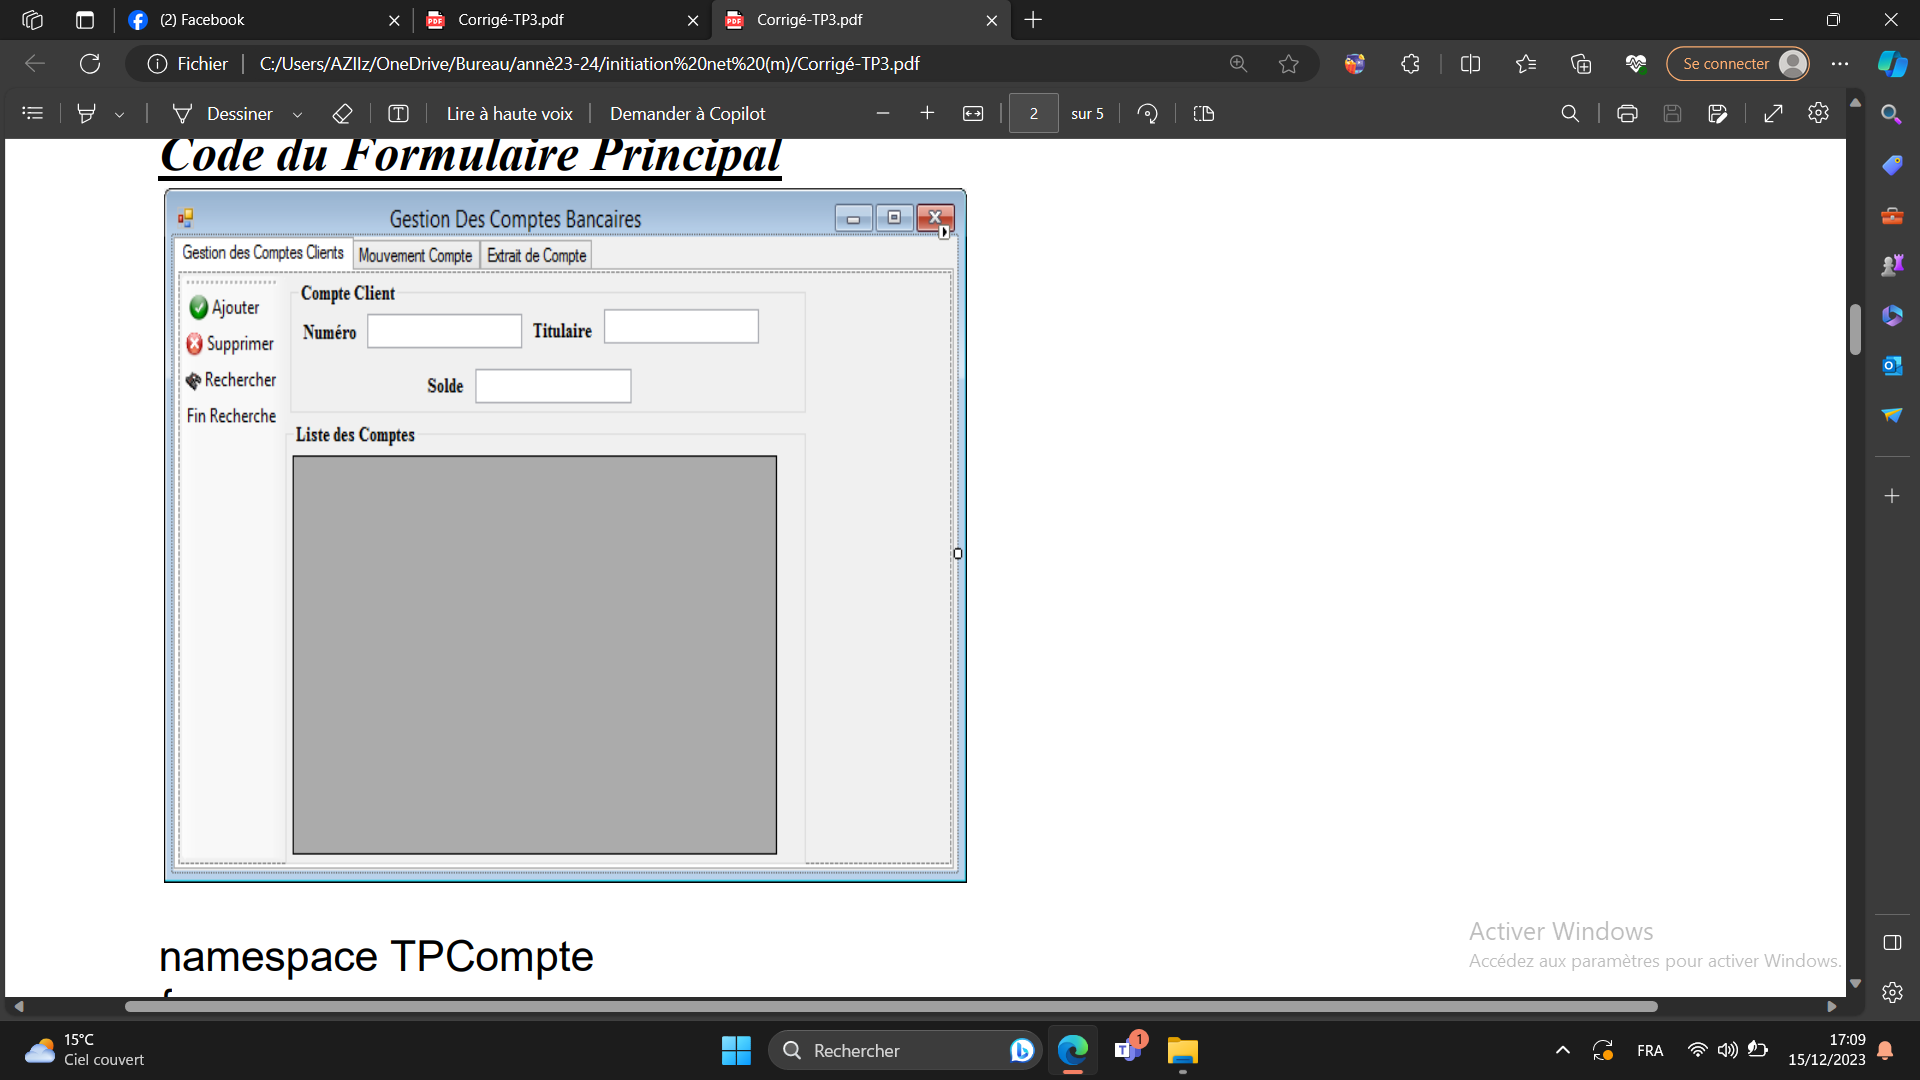 (2) Facebook
Corrigé-TP3.pdf
Corrigé-TP3.pdf
Fichier
C:/Users/AZIIz/OneDrive/Bureau/annè23-24/initiation%20net%20(m)/Corrigé-TP3.pdf
Se connecter
Dessiner
Lire à haute voix
Demander à Copilot
2
sur 5
Code du Formulaire Principal
Gestion Des Comptes Bancaires
Gestion des Comptes Clients
Mouvement Compte
Extrait de Compte
Ajouter
Supprimer
Rechercher
Fin Recherche
Compte Client
Numéro
Titulaire
Solde
Liste des Comptes
namespace TPCompte
{
Activer Windows
Accédez aux paramètres pour activer Windows.
15°C
Ciel couvert
Rechercher
1
FRA
17:09
15/12/2023